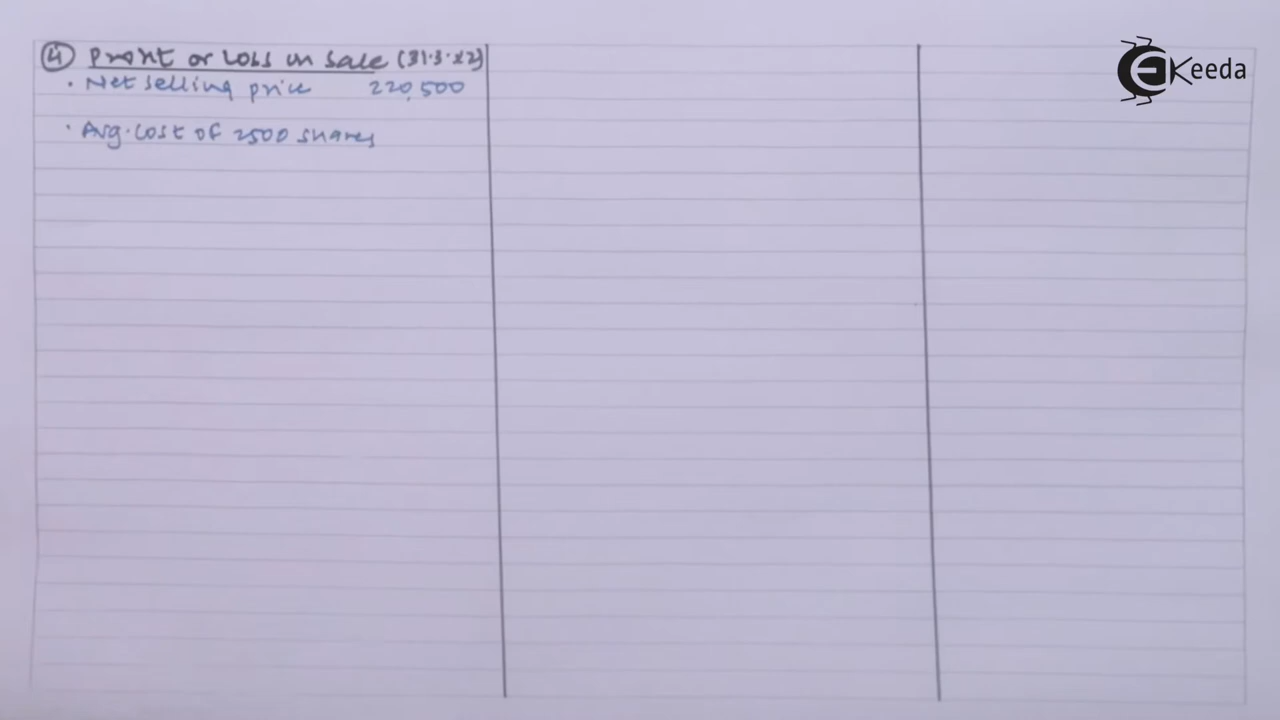 ④ Profit or Loss on Sale (31.3.x2)
· Net selling price 220,500
· Avg. cost of 2500 shares
EKeeda